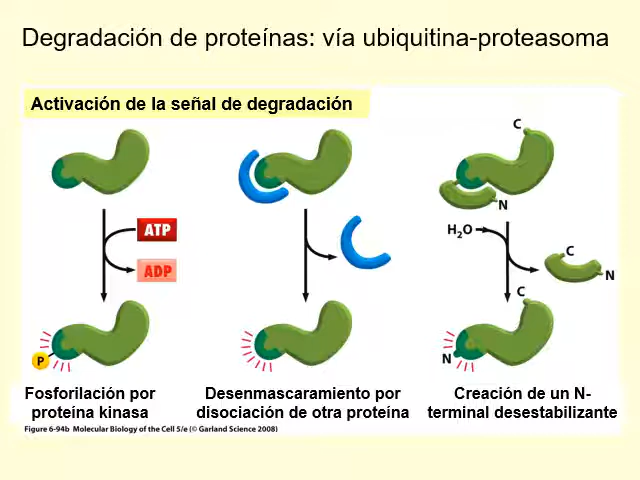 Degradación de proteínas: vía ubiquitina-proteasoma
Activación de la señal de degradación
ATP
ADP
P
C
N
H₂O
C
N
C
N
Fosforilación por
proteína kinasa
Desenmascaramiento por
disociación de otra proteína
Creación de un N-
terminal desestabilizante
Figure 6-94b Molecular Biology of the Cell 5/e (© Garland Science 2008)